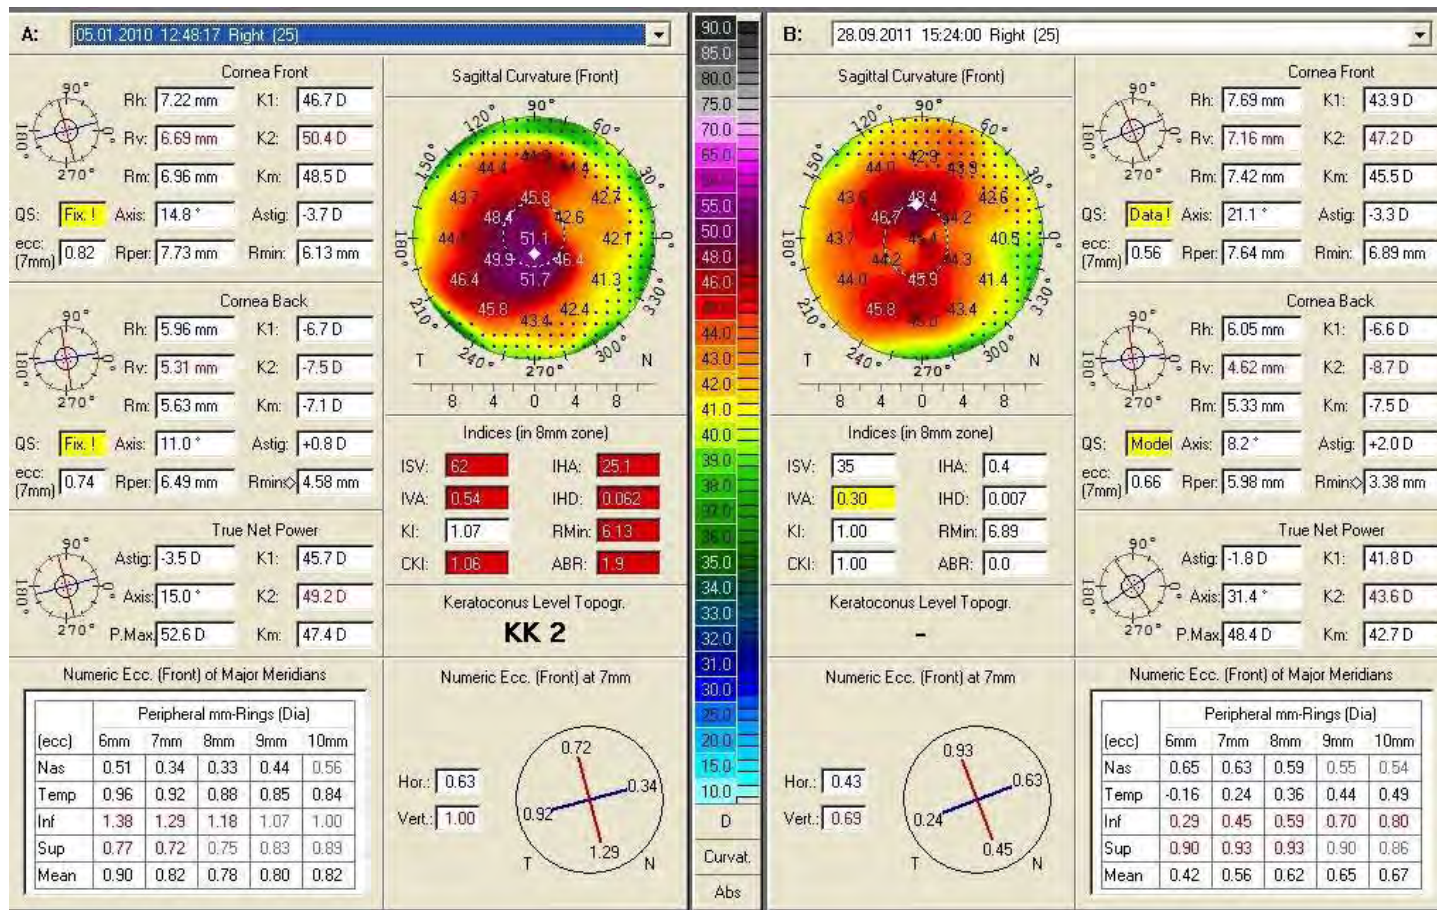 A: 05.01.2010 12:48:17 Right (25)
Cornea Front
Rh: 7.22 mm K1: 46.7 D
Rv: 6.69 mm K2: 50.4 D
Rm: 6.96 mm Km: 48.5 D
QS: Fix. ! Axis: 14.8 ° Astig: -3.7 D
ecc: (7mm) 0.82 Rper: 7.73 mm Rmin: 6.13 mm
90°
180°
0°
270°
Cornea Back
Rh: 5.96 mm K1: -6.7 D
Rv: 5.31 mm K2: -7.5 D
Rm: 5.63 mm Km: -7.1 D
QS: Fix. ! Axis: 11.0 ° Astig: +0.8 D
ecc. (7mm) 0.74 Rper: 6.49 mm Rmin 4.58 mm
90°
180°
0°
270°
True Net Power
Astig: -3.5 D K1: 45.7 D
Axis: 15.0 ° K2: 49.2 D
P.Max. 52.6 D Km: 47.4 D
90°
180°
0°
270°
Numeric Ecc. (Front) of Major Meridians
Peripheral mm-Rings (Dia)
(ecc) 6mm 7mm 8mm 9mm 10mm
Nas 0.51 0.34 0.33 0.44 0.56
Temp 0.96 0.92 0.88 0.85 0.84
Inf 1.38 1.29 1.18 1.07 1.00
Sup 0.77 0.72 0.75 0.83 0.89
Mean 0.90 0.82 0.78 0.80 0.82
Sagittal Curvature (Front)
90°
120° 60°
150° 30°
44.4
43.7 45.8 42.7
48.4 42.6
180° 51.1 42.1 0°
49.9 46.4
46.4 51.7 41.3
45.8 42.4
43.4
210° 330°
240° 300°
270°
T N
8 4 0 4 8
Indices (in 8mm zone)
ISV: 62 IHA: 25.1
IVA: 0.54 IHD: 0.062
KI: 1.07 RMin: 6.13
CKI: 1.06 ABR: 1.9
Keratoconus Level Topogr.
KK 2
Numeric Ecc. (Front) at 7mm
Hor.: 0.63
Vert.: 1.00
0.72
0.34
0.92
1.29
T N
90.0
85.0
80.0
75.0
70.0
65.0
55.0
50.0
48.0
46.0
44.0
43.0
42.0
41.0
40.0
39.0
38.0
37.0
36.0
35.0
34.0
33.0
32.0
31.0
30.0
25.0
20.0
15.0
10.0
D
Curvat.
Abs
B: 28.09.2011 15:24:00 Right (25)
Sagittal Curvature (Front)
90°
120° 60°
150° 30°
42.9
44.0 43.9
48.4 42.6
46.7
180° 43.7 40.5 0°
44.2 44.3
44.0 45.9 41.4
45.8 43.4
210° 330°
240° 300°
270°
T N
8 4 0 4 8
Indices (in 8mm zone)
ISV: 35 IHA: 0.4
IVA: 0.30 IHD: 0.007
KI: 1.00 RMin: 6.89
CKI: 1.00 ABR: 0.0
Keratoconus Level Topogr.
-
Numeric Ecc. (Front) at 7mm
Hor.: 0.43
Vert.: 0.69
0.93
0.63
0.24
0.45
T N
Cornea Front
Rh: 7.69 mm K1: 43.9 D
Rv: 7.16 mm K2: 47.2 D
Rm: 7.42 mm Km: 45.5 D
QS: Data ! Axis: 21.1 ° Astig: -3.3 D
ecc: (7mm) 0.56 Rper: 7.64 mm Rmin: 6.89 mm
90°
180°
0°
270°
Cornea Back
Rh: 6.05 mm K1: -6.6 D
Rv: 4.62 mm K2: -8.7 D
Rm: 5.33 mm Km: -7.5 D
QS: Model Axis: 8.2 ° Astig: +2.0 D
ecc. (7mm) 0.66 Rper: 5.98 mm Rmin 3.38 mm
90°
180°
0°
270°
True Net Power
Astig: -1.8 D K1: 41.8 D
Axis: 31.4 ° K2: 43.6 D
P.Max. 48.4 D Km: 42.7 D
90°
180°
0°
270°
Numeric Ecc. (Front) of Major Meridians
Peripheral mm-Rings (Dia)
(ecc) 6mm 7mm 8mm 9mm 10mm
Nas 0.65 0.63 0.59 0.55 0.54
Temp -0.16 0.24 0.36 0.44 0.49
Inf 0.29 0.45 0.59 0.70 0.80
Sup 0.90 0.93 0.93 0.90 0.86
Mean 0.42 0.56 0.62 0.65 0.67